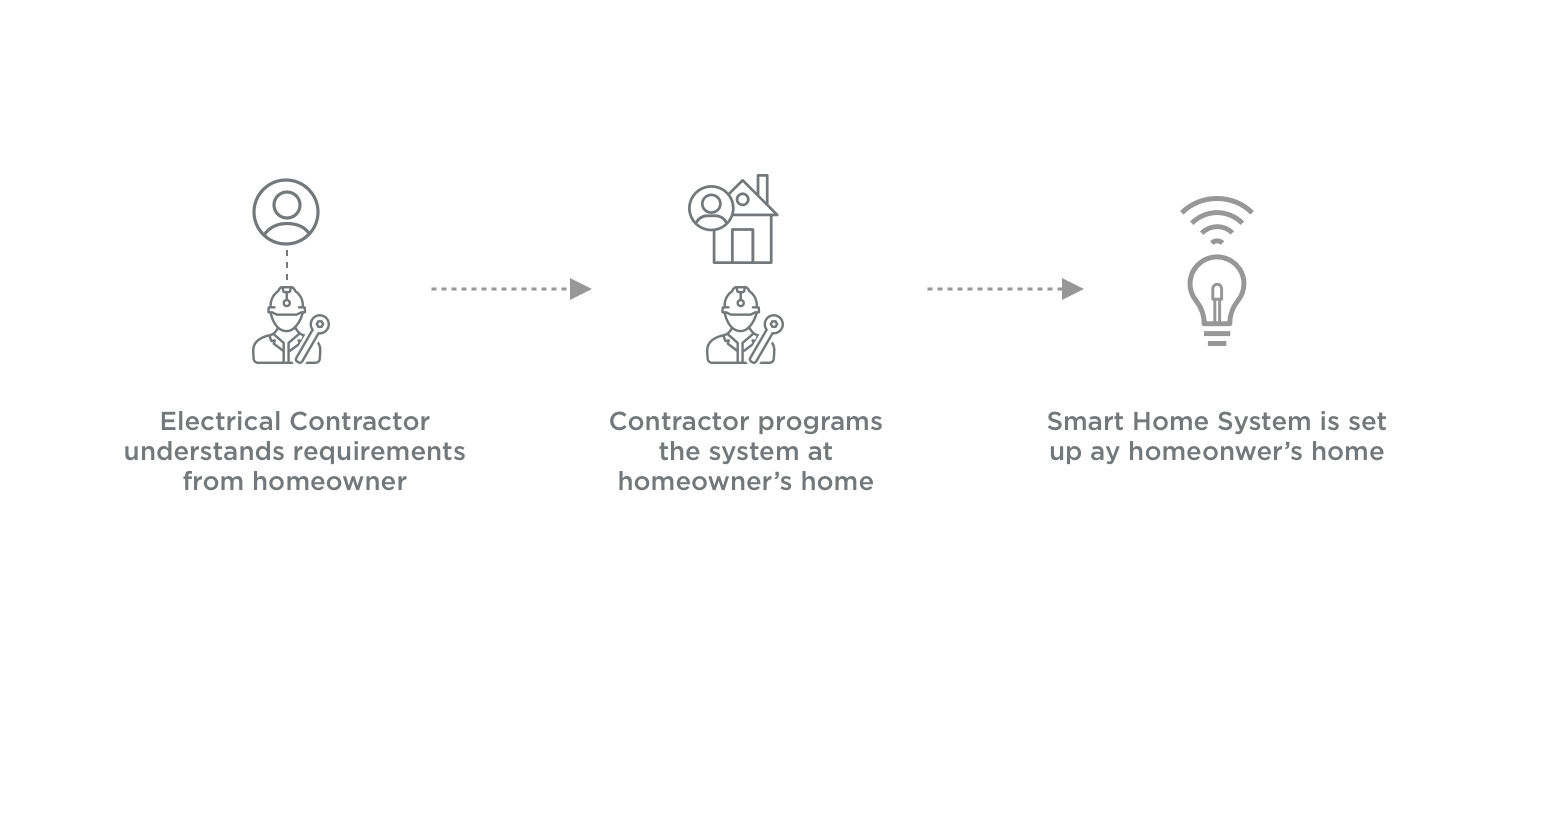 Electrical Contractor
understands requirements
from homeowner
Contractor programs
the system at
homeowner’s home
Smart Home System is set
up ay homeonwer’s home